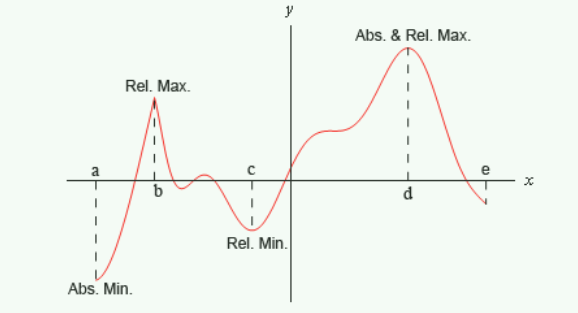 y
Abs. & Rel. Max.
Rel. Max.
a
c
e
x
b
d
Rel. Min.
Abs. Min.